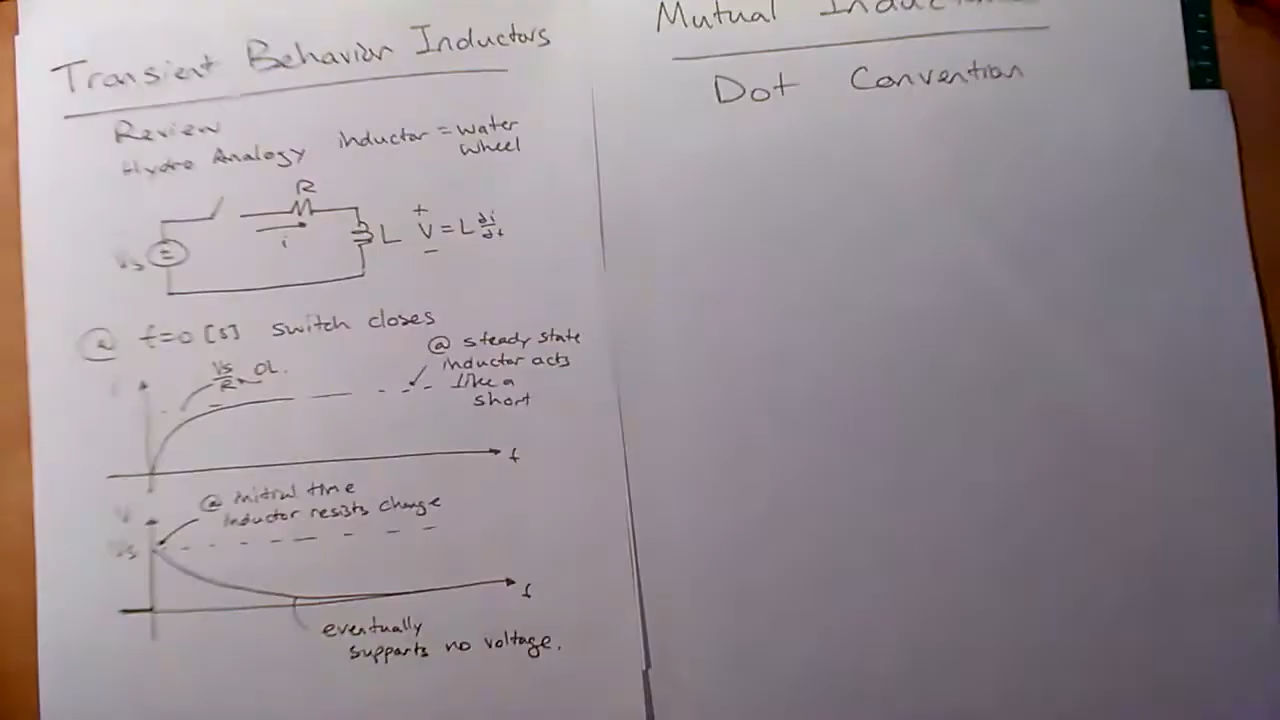 Transient Behavior Inductors
Review
Hydro Analogy inductor = water
wheel
R
i
Vs
L
+
V = L di/dt
-
@ t=0 [s] switch closes
Vs/R
@ steady state
inductor acts
like a
short
i
t
@ initial time
inductor resists change
V
Vs
t
eventually
supports no voltage.
Mutual
Dot Convention